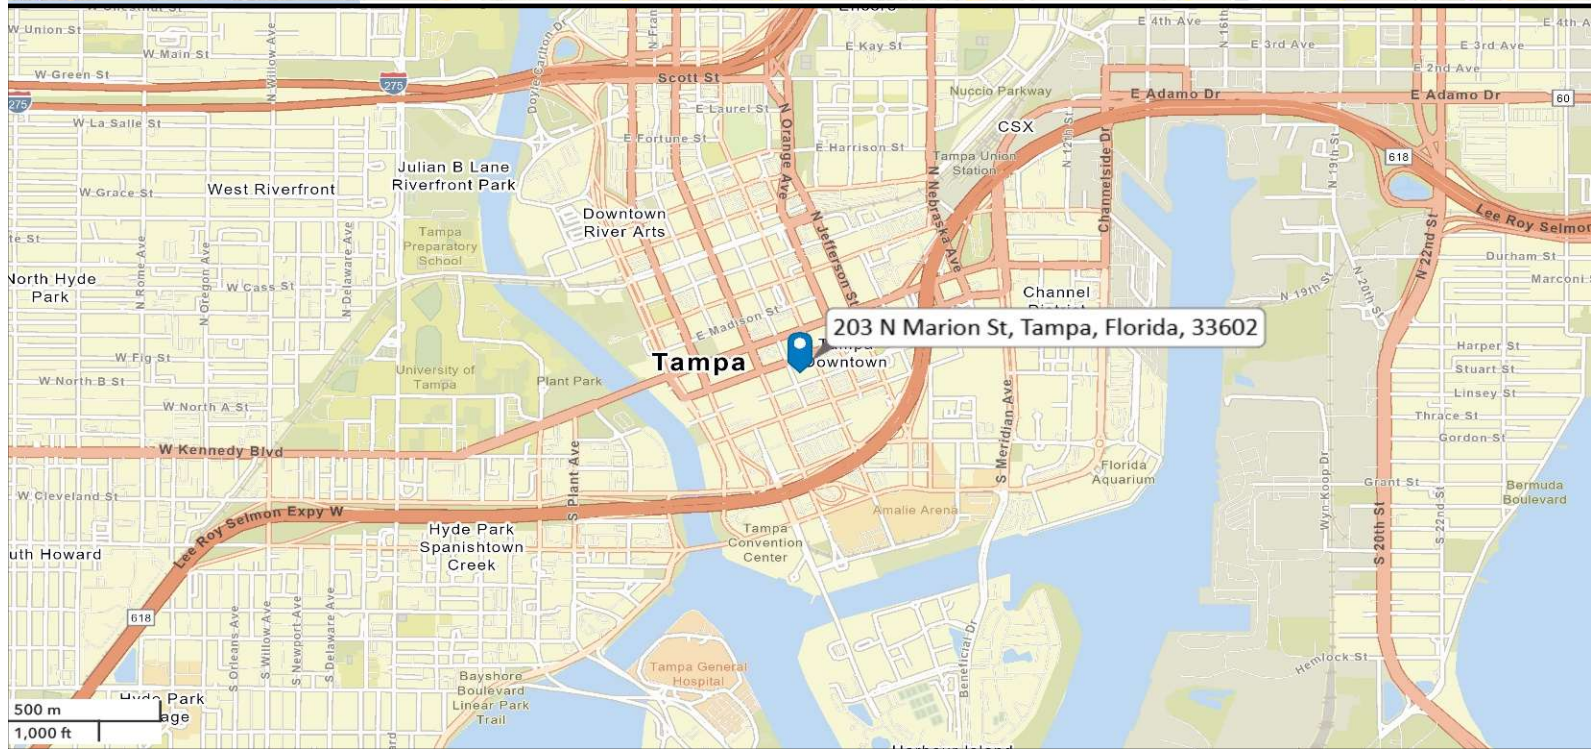 W Union St
W Main St
W Green St
275
275
W La Salle St
N Willow Ave
Doyle Carlton Dr
N Fran
Scott St
E Kay St
E Laurel St
E Fortune St
N Orange Ave
E Harrison St
Nuccio Parkway
CSX
Tampa Union
Station
N 12th St
Channelside Dr
E 4th Ave
N 16th
E 3rd Ave
E Adamo Dr
E 4th A
E 3rd Ave
E 2nd Ave
E Adamo Dr
60
618
N 19th St
Lee Roy Selmon
N 22nd St
Durham St
Marconi
N 19th St
N 20th St
Julian B Lane
Riverfront Park
West Riverfront
W Grace St
Downtown
River Arts
Tampa
Preparatory
School
N Rome Ave
N Oregon Ave
N Delaware Ave
W Cass St
North Hyde
Park
N Jefferson St
N Nebraska Ave
Channel
E Madison St
203 N Marion St, Tampa, Florida, 33602
Tampa
Downtown
Tampa
W Fig St
W North B St
W North A St
University of
Tampa
Plant Park
W Kennedy Blvd
W Cleveland St
S Plant Ave
S Meridian Ave
Florida
Aquarium
Amalie Arena
Tampa
Convention
Center
Lee Roy Selmon Expy W
Hyde Park
Spanishtown
Creek
uth Howard
618
S Orleans Ave
S Willow Ave
S Newport Ave
S Delaware Ave
Harper St
Stuart St
Linsey St
Thrace St
Gordon St
Grant St
Bermuda
Boulevard
Wyn Koop Dr
S 20th St
S 22nd St
Hemlock St
Tampa General
Hospital
Beneficial Dr
Bayshore
Boulevard
Linear Park
Trail
Hyde Park
age
Harbour Island
500 m
1,000 ft